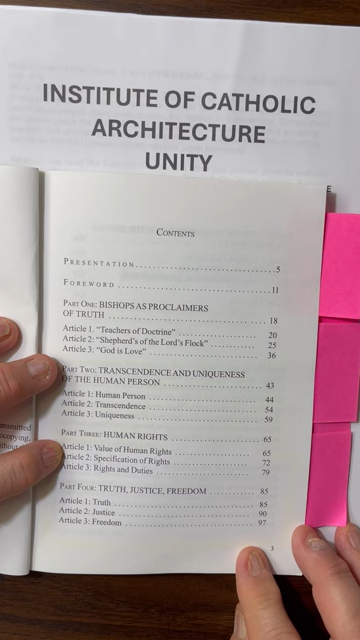 INSTITUTE OF CATHOLIC
ARCHITECTURE
UNITY
E
CONTENTS
PRESENTATION..............................5
FOREWORD.................................11
PART ONE: BISHOPS AS PROCLAIMERS
OF TRUTH ................................ 18
Article 1. "Teachers of Doctrine" ................ 20
Article 2: "Shepherd's of the Lord's Flock" ........ 25
Article 3: "God is Love" ........................ 36
PART TWO: TRANSCENDENCE AND UNIQUENESS
OF THE HUMAN PERSON ...................... 43
Article 1: Human Person ...................... 44
Article 2: Transcendence ...................... 54
Article 3: Uniqueness ......................... 59
PART THREE: HUMAN RIGHTS .................. 65
Article 1: Value of Human Rights ............... 65
Article 2: Specification of Rights ................ 72
Article 3: Rights and Duties .................... 79
PART FOUR: TRUTH, JUSTICE, FREEDOM .......... 85
Article 1: Truth ............................. 85
Article 2: Justice ............................ 90
Article 3: Freedom .......................... 97
3